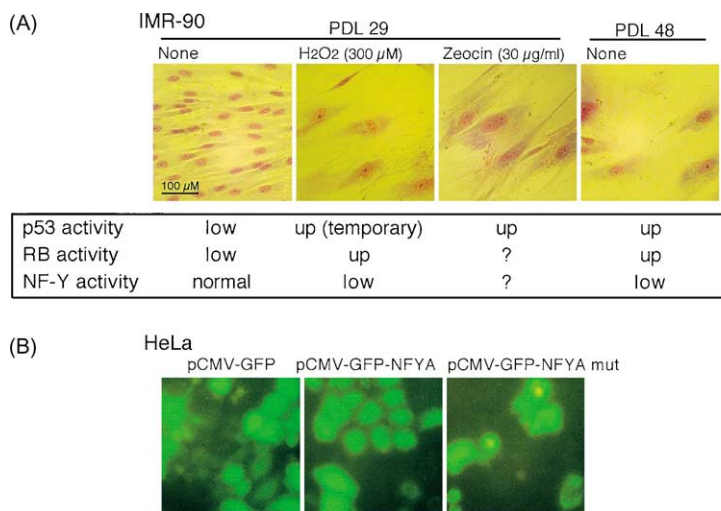 (A) IMR-90
PDL 29 PDL 48
None H2O2 (300 µM) Zeocin (30 µg/ml) None
100 µM
p53 activity low up (temporary) up up
RB activity low up ? up
NF-Y activity normal low ? low
(B) HeLa
pCMV-GFP pCMV-GFP-NFYA pCMV-GFP-NFYA mut